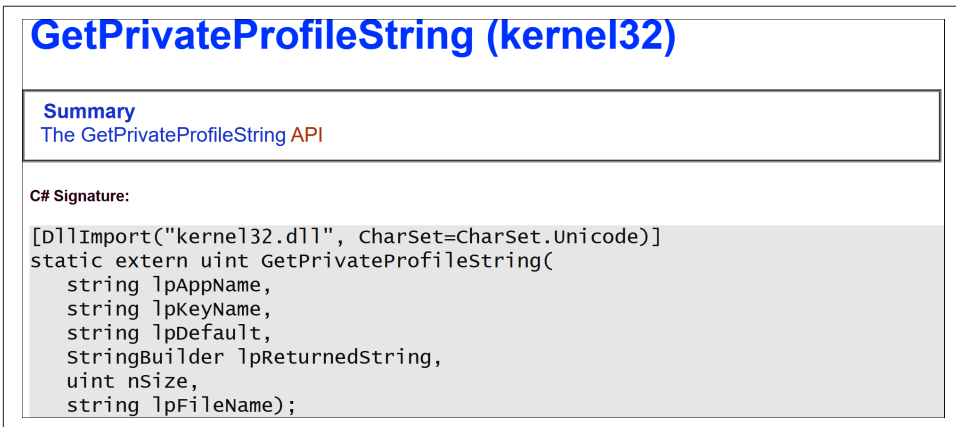 GetPrivateProfileString (kernel32)
Summary
The GetPrivateProfileString API
C# Signature:
[DllImport("kernel32.dll", CharSet=CharSet.Unicode)]
static extern uint GetPrivateProfileString(
   string lpAppName,
   string lpKeyName,
   string lpDefault,
   StringBuilder lpReturnedString,
   uint nSize,
   string lpFileName);